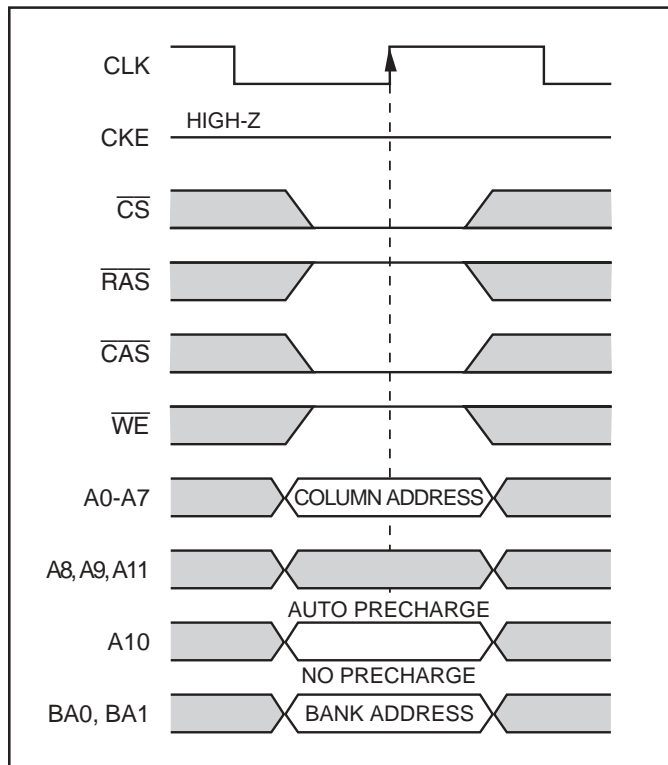 CLK
CKE HIGH-Z
CS
RAS
CAS
WE
A0-A7 COLUMN ADDRESS
A8, A9, A11
AUTO PRECHARGE
A10
NO PRECHARGE
BA0, BA1 BANK ADDRESS